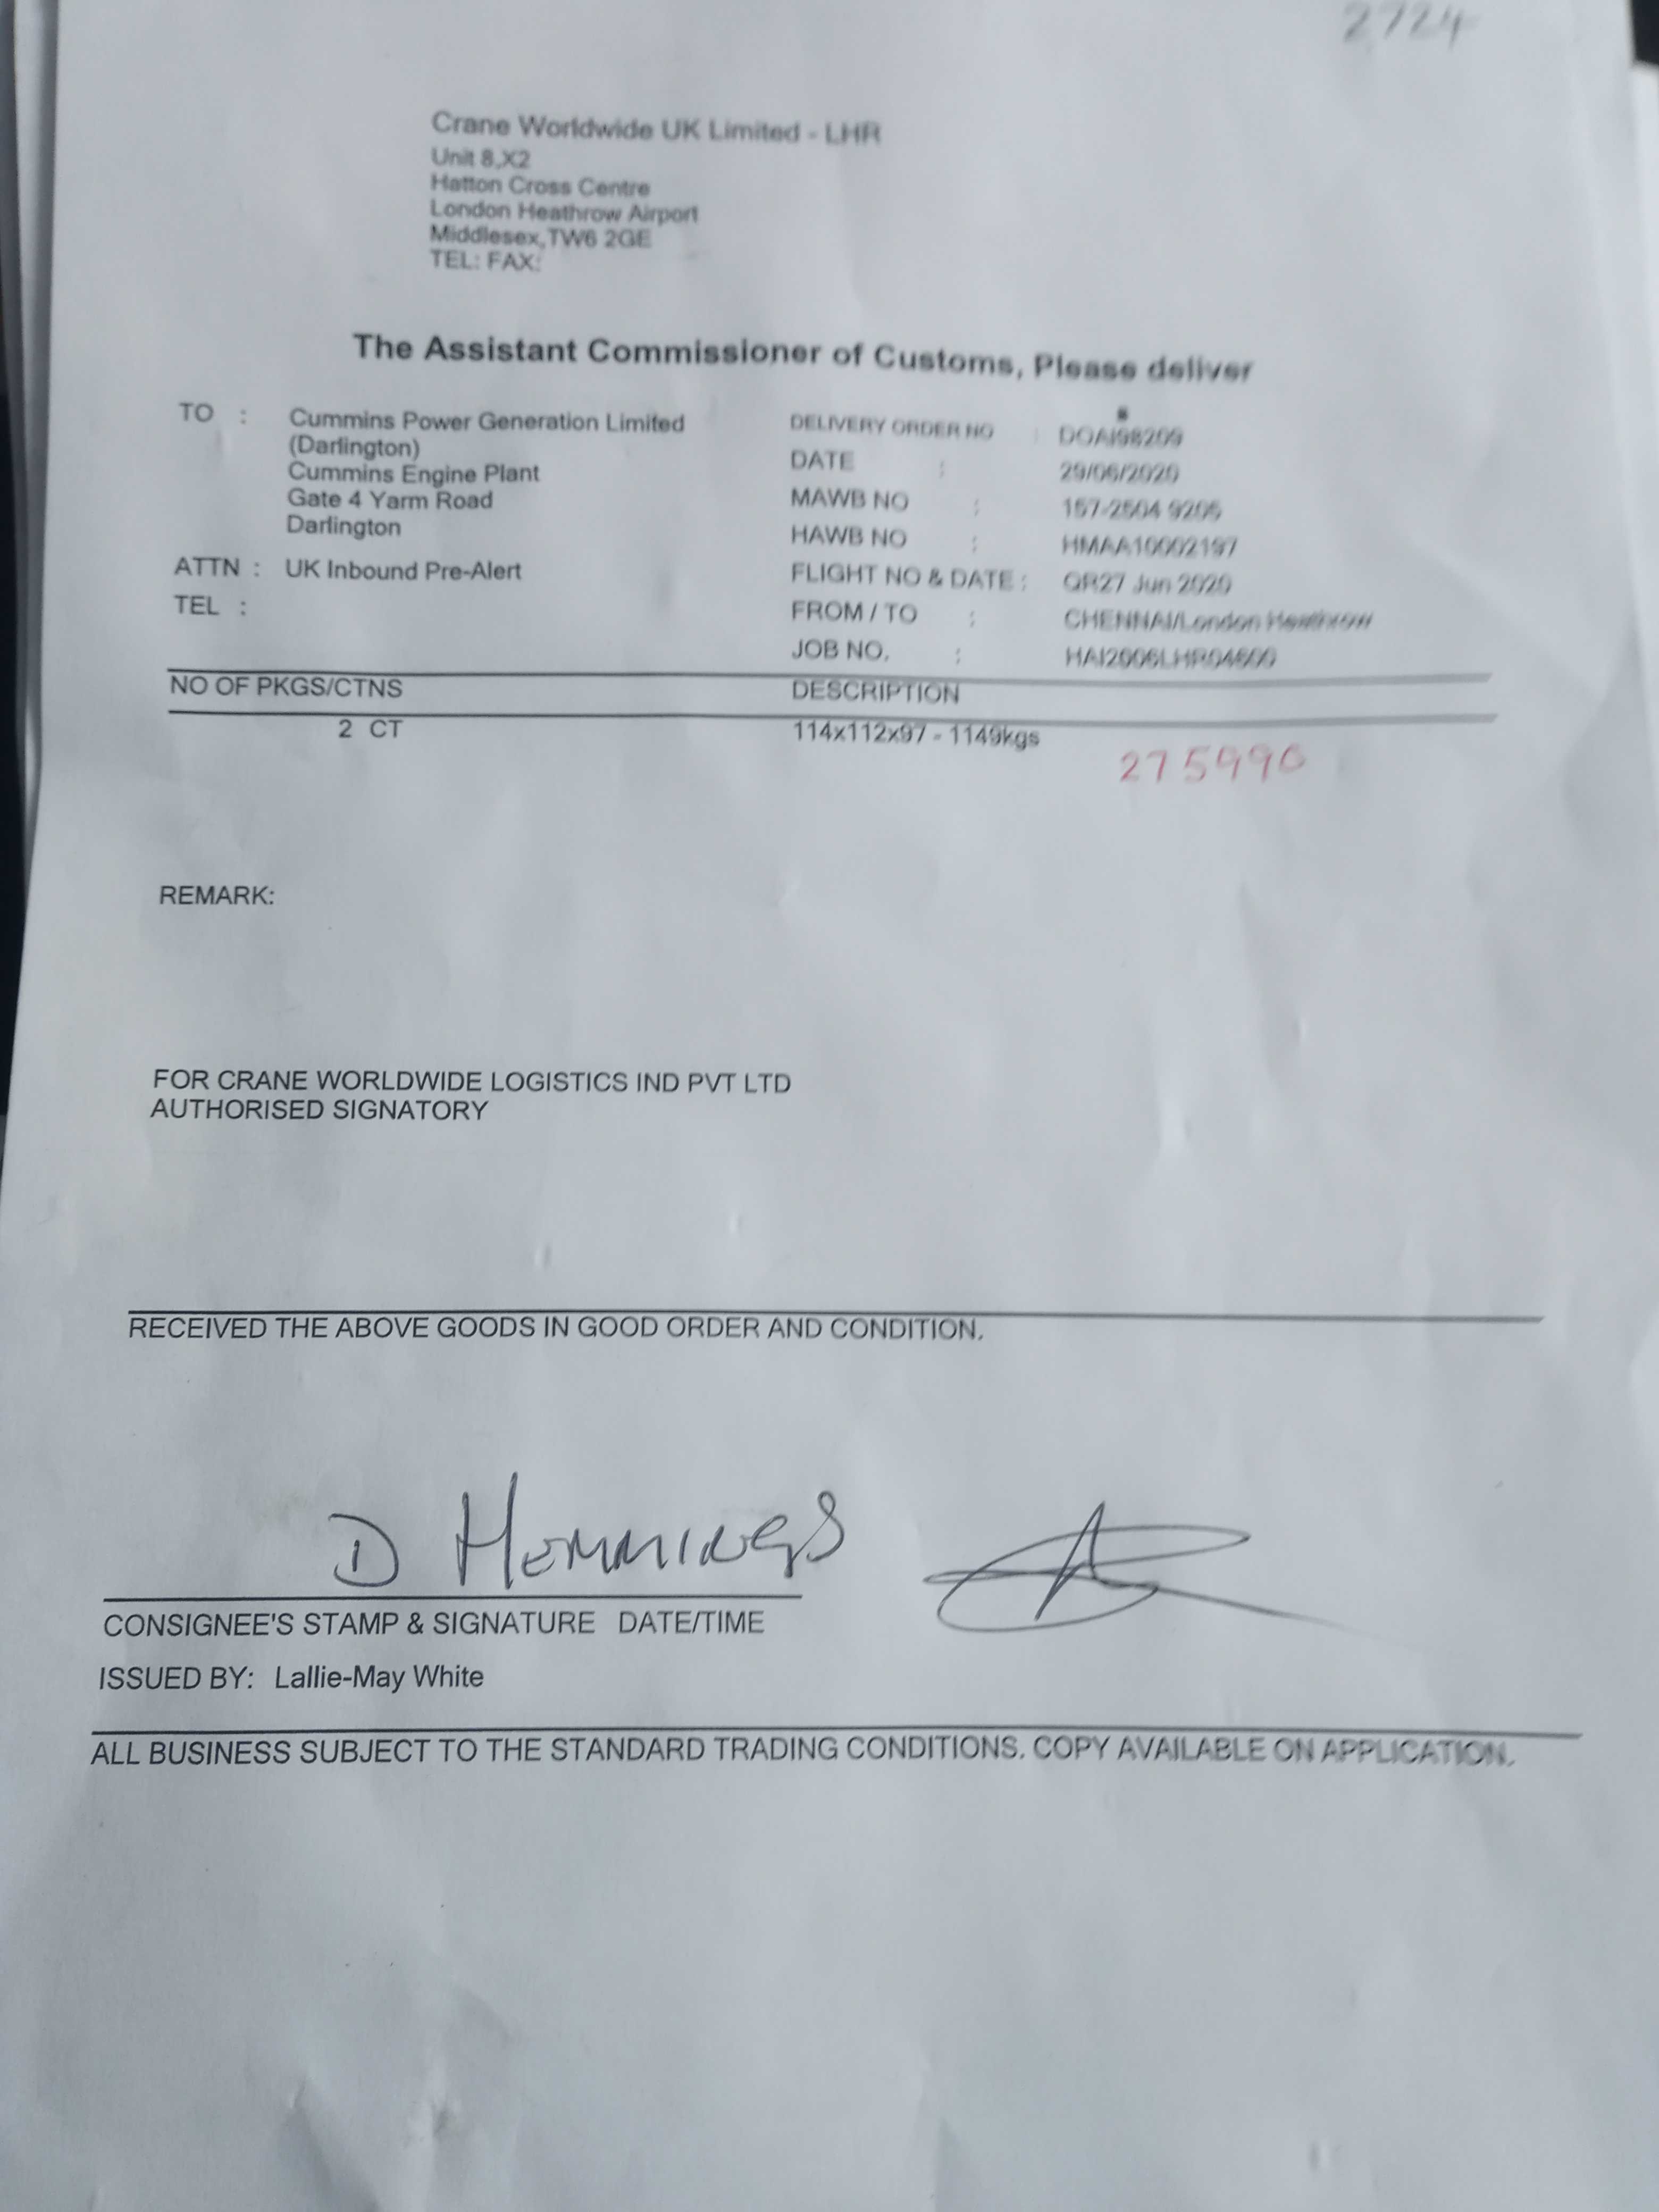 2724
Crane Worldwide UK Limited - LHR
Unit 8,X2
Hatton Cross Centre
London Heathrow Airport
Middlesex,TW6 2GE
TEL: FAX:
The Assistant Commissioner of Customs, Please deliver
TO : Cummins Power Generation Limited
(Darlington)
Cummins Engine Plant
Gate 4 Yarm Road
Darlington
ATTN : UK Inbound Pre-Alert
TEL :
DELIVERY ORDER NO : DOAI98209
DATE : 29/06/2020
MAWB NO : 157-2504 9205
HAWB NO : HMAA10002197
FLIGHT NO & DATE : QR27 Jun 2020
FROM / TO : CHENNAI/London Heathrow
JOB NO. :
NO OF PKGS/CTNS DESCRIPTION
2 CT 114x112x97 - 1149kgs
275990
REMARK:
FOR CRANE WORLDWIDE LOGISTICS IND PVT LTD
AUTHORISED SIGNATORY
RECEIVED THE ABOVE GOODS IN GOOD ORDER AND CONDITION.
D HEMMINGS
CONSIGNEE'S STAMP & SIGNATURE DATE/TIME
ISSUED BY: Lallie-May White
ALL BUSINESS SUBJECT TO THE STANDARD TRADING CONDITIONS. COPY AVAILABLE ON APPLICATION.